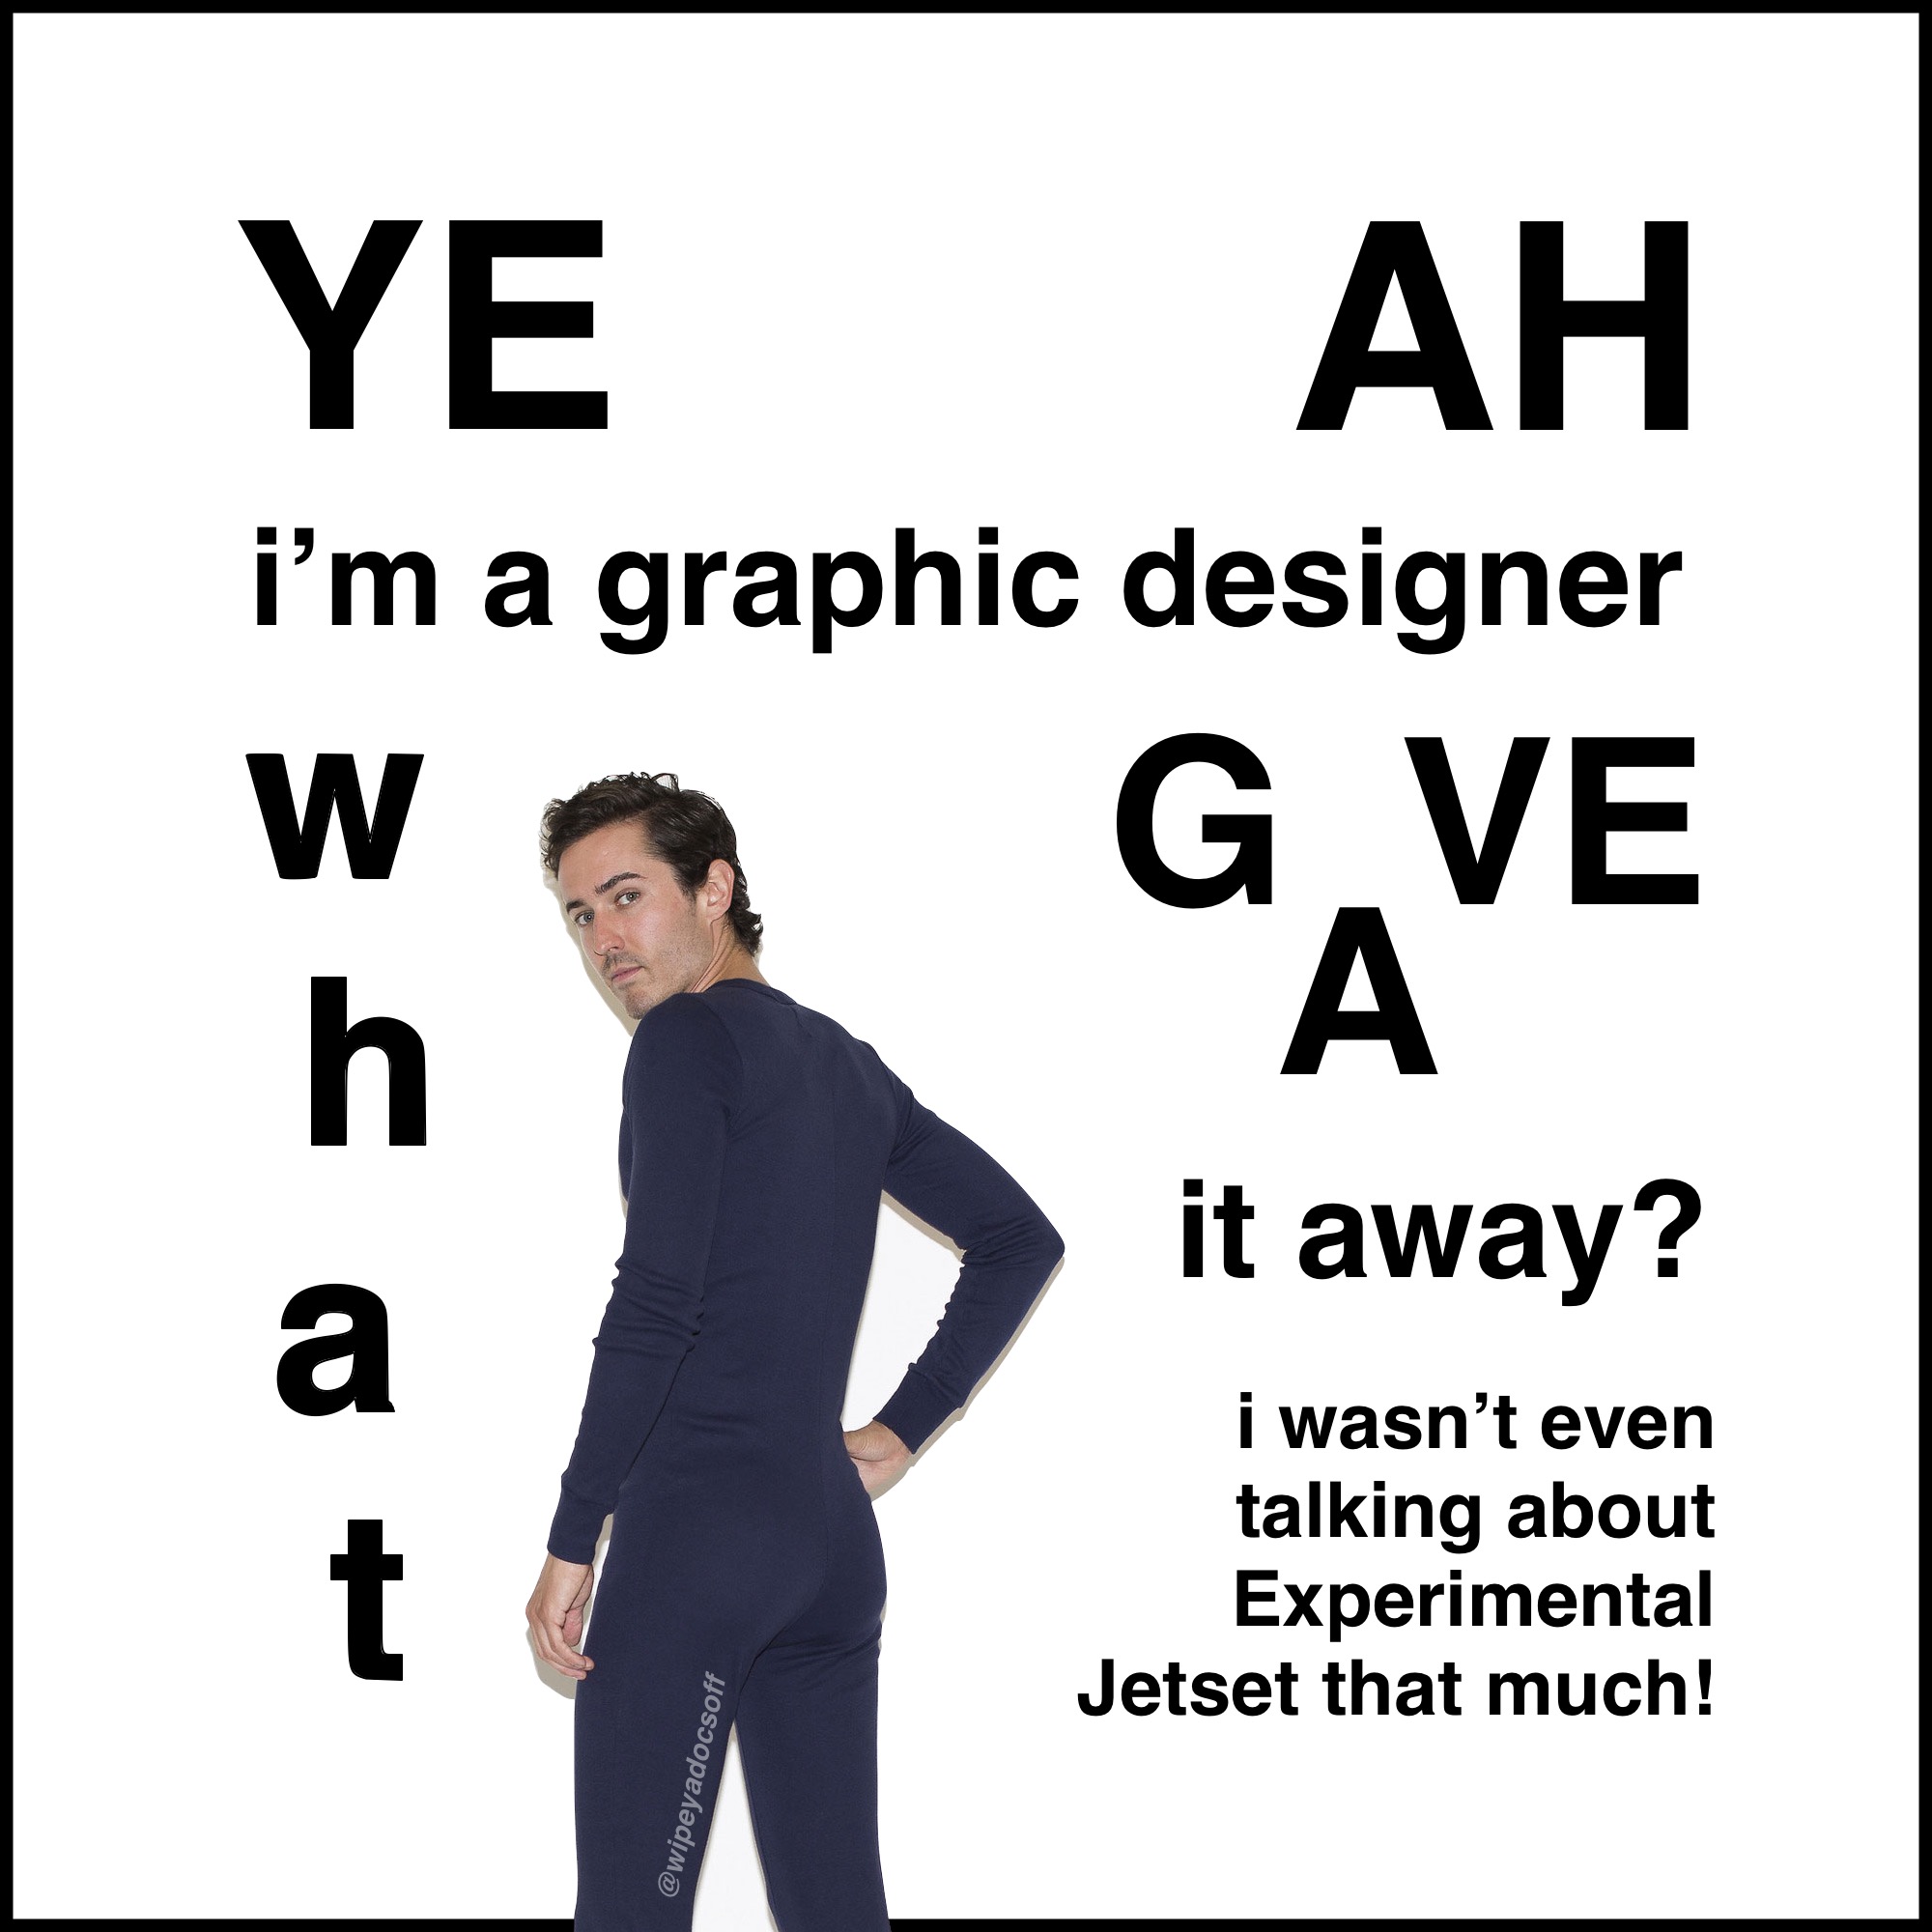 YE AH
i’m a graphic designer
w
h
a
t
G VE
A
it away?
i wasn’t even
talking about
Experimental
Jetset that much!
@wipeyadocsoff